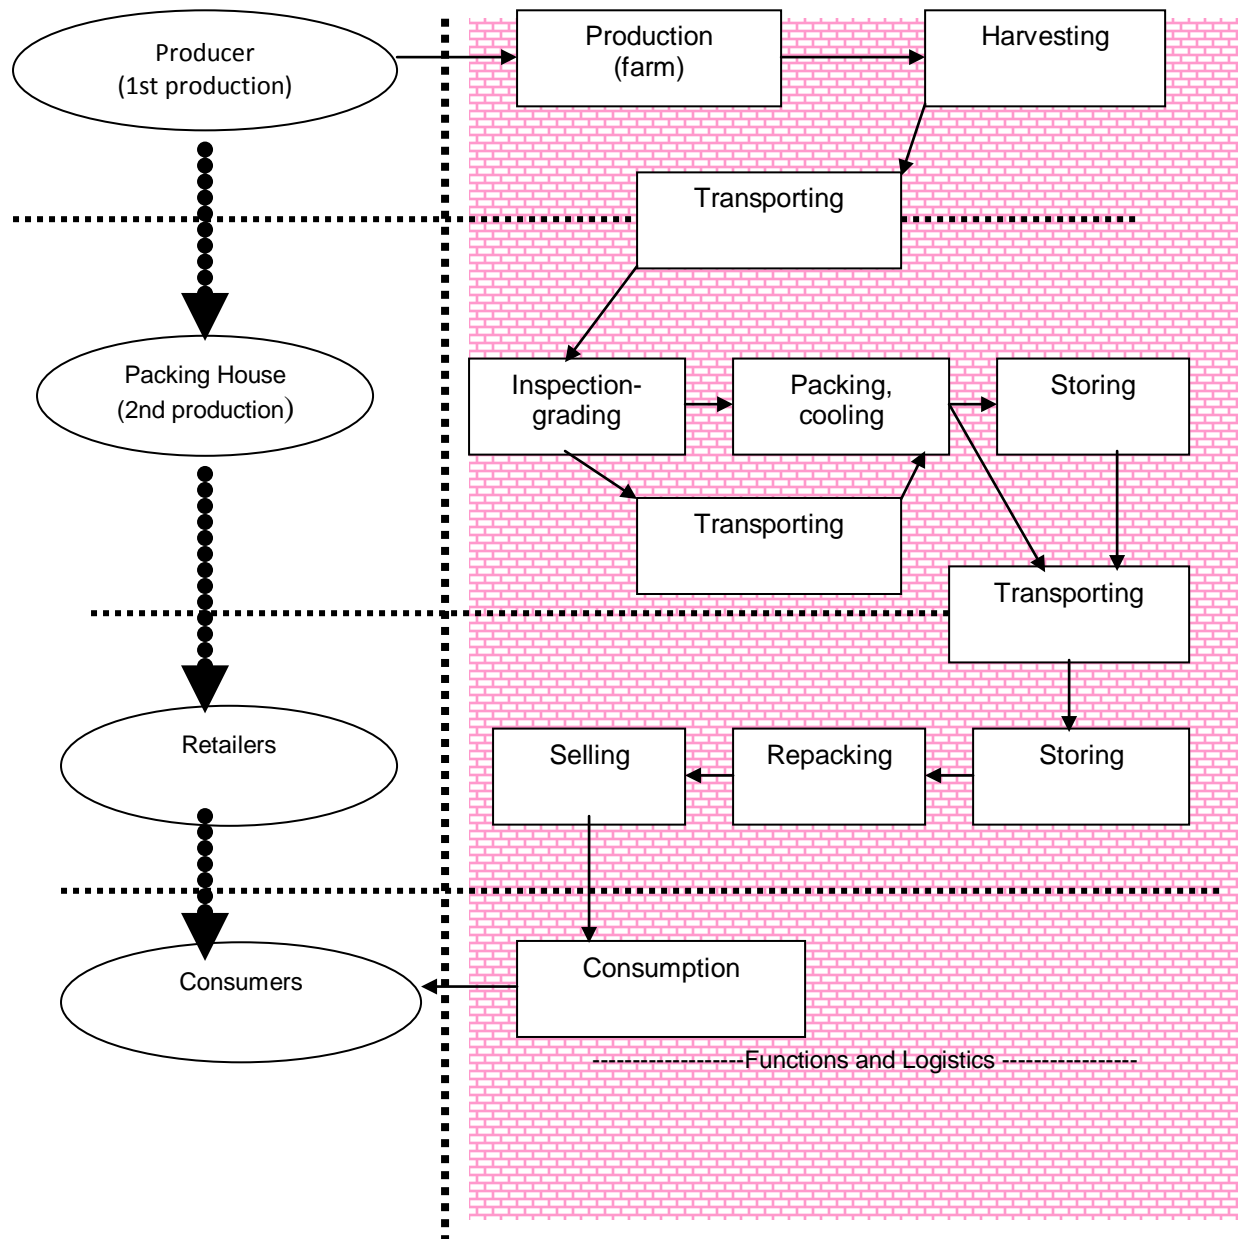 Producer
(1st production)
Production
(farm)
Harvesting
Transporting
Packing House
(2nd production)
Inspection-
grading
Packing,
cooling
Storing
Transporting
Transporting
Retailers
Selling
Repacking
Storing
Consumers
Consumption
-----------------Functions and Logistics ---------------